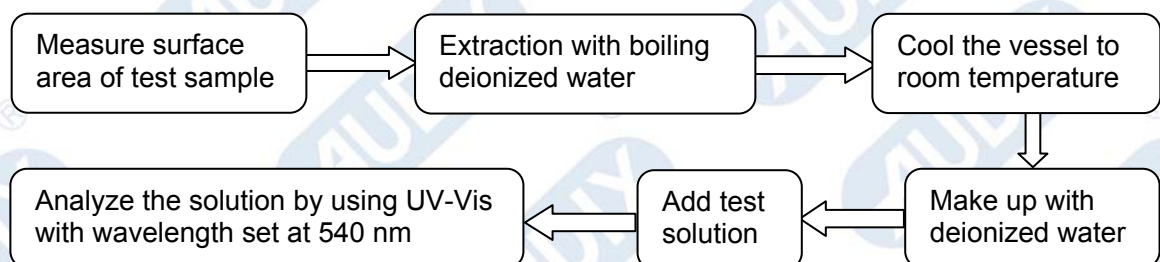 Measure surface
area of test sample
Extraction with boiling
deionized water
Cool the vessel to
room temperature
Make up with
deionized water
Add test
solution
Analyze the solution by using UV-Vis
with wavelength set at 540 nm